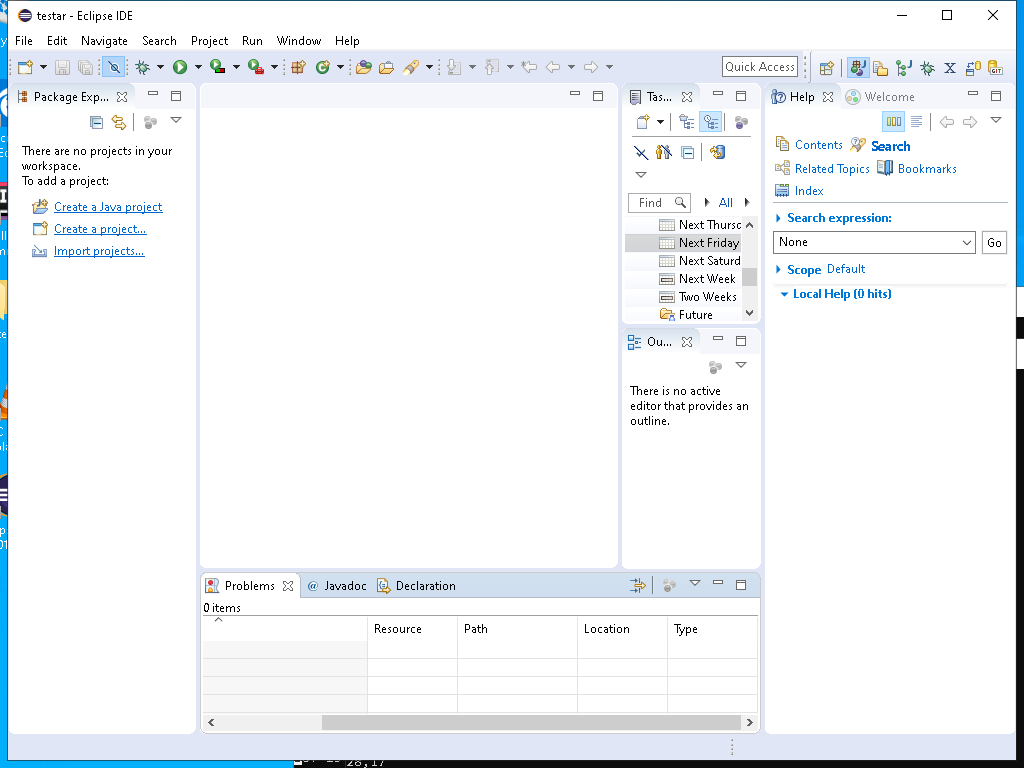 testar - Eclipse IDE
File Edit Navigate Search Project Run Window Help
Quick Access
Package Exp...
There are no projects in your
workspace.
To add a project:
Create a Java project
Create a project...
Import projects...
Tas...
Find
All
Next Thursc
Next Friday
Next Saturd
Next Week
Two Weeks
Future
Ou...
There is no active
editor that provides an
outline.
Help Welcome
Contents Search
Related Topics Bookmarks
Index
Search expression:
None Go
Scope Default
Local Help (0 hits)
Problems @ Javadoc Declaration
0 items
Resource Path Location Type